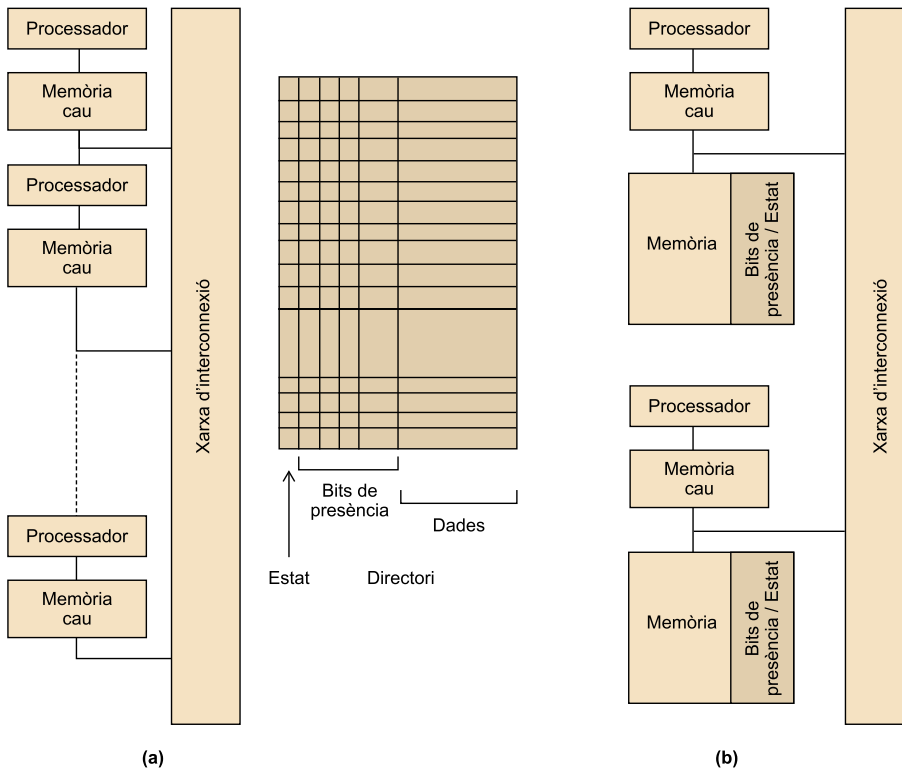 Processador
Memòria
cau
Processador
Memòria
cau
Processador
Memòria
cau
Xarxa d'interconnexió
Bits de
presència
Dades
Estat
Directori
(a)
Processador
Memòria
cau
Memòria
Bits de
presència / Estat
Processador
Memòria
cau
Memòria
Bits de
presència / Estat
Xarxa d'interconnexió
(b)